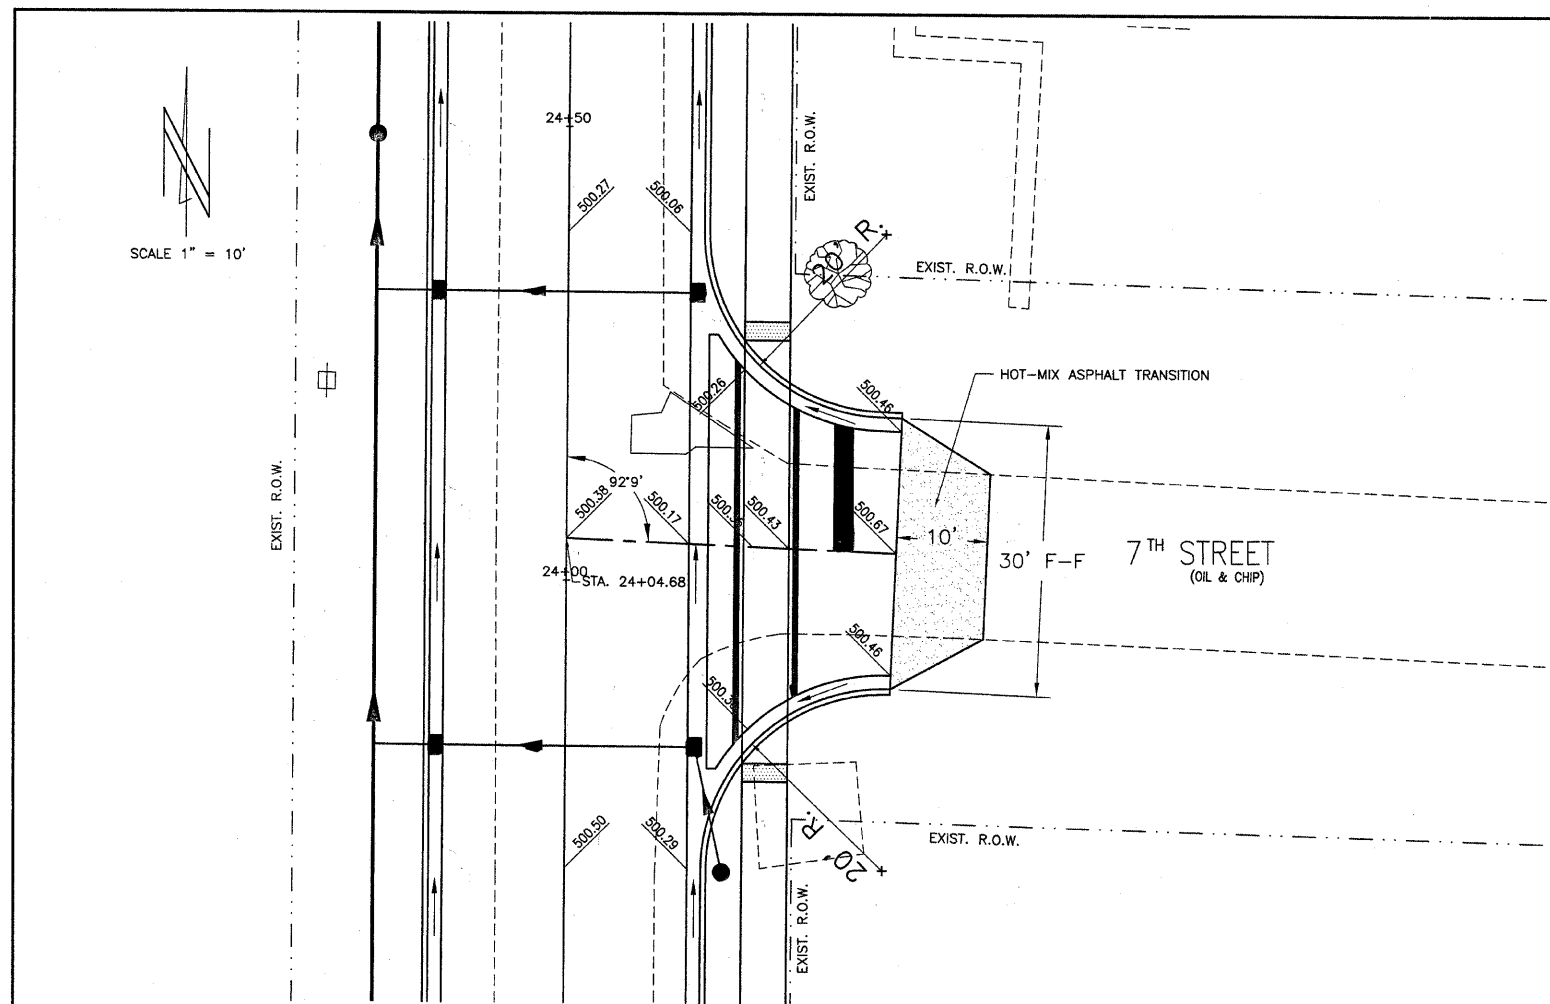 24+50
EXIST. R.O.W.
500.27
500.06
SCALE 1" = 10'
20' R.
EXIST. R.O.W.
HOT-MIX ASPHALT TRANSITION
500.26
500.46
EXIST. R.O.W.
92°9'
500.38
500.17
500.43
500.67
10'
30' F-F
7TH STREET
(OIL & CHIP)
24+00
STA. 24+04.68
500.46
500.50
500.29
20' R.
EXIST. R.O.W.
EXIST. R.O.W.